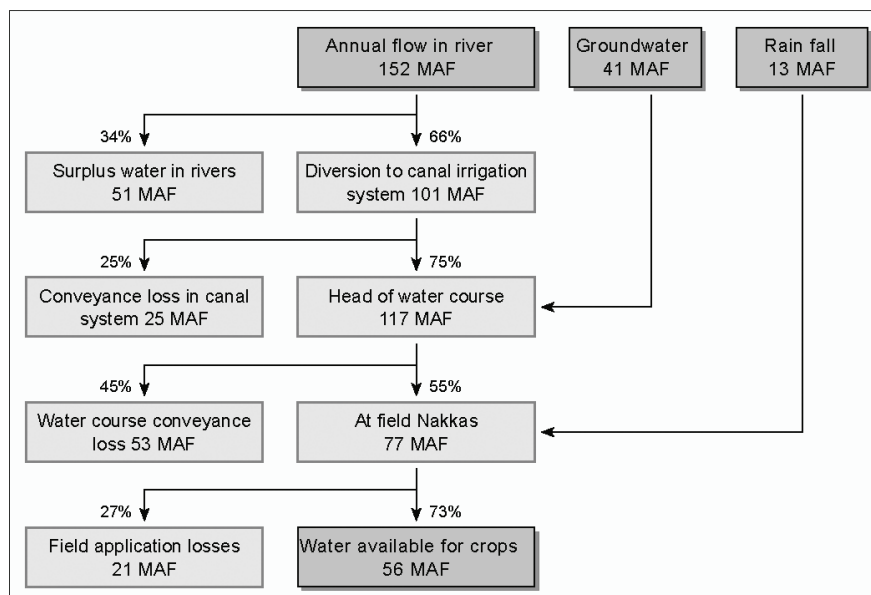 Annual flow in river
152 MAF
Groundwater
41 MAF
Rain fall
13 MAF
34%
66%
Surplus water in rivers
51 MAF
Diversion to canal irrigation
system 101 MAF
25%
75%
Conveyance loss in canal
system 25 MAF
Head of water course
117 MAF
45%
55%
Water course conveyance
loss 53 MAF
At field Nakkas
77 MAF
27%
73%
Field application losses
21 MAF
Water available for crops
56 MAF